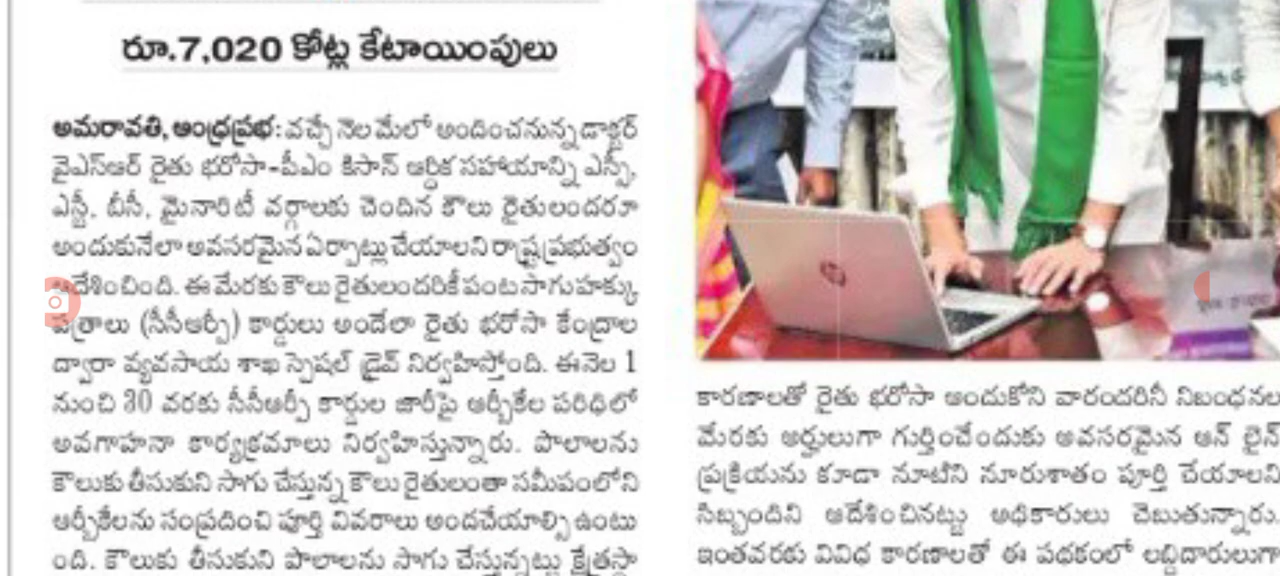 రూ.7,020 కోట్ల కేటాయింపులు
అమరావతి, ఆంధ్రప్రభ: వచ్చే నెల మేలో అందించనున్న డాక్టర్
వైఎస్ఆర్ రైతు భరోసా-పీఎం కిసాన్ ఆర్థిక సహాయాన్ని ఎస్సీ,
ఎస్టీ, బీసీ, మైనారిటీ వర్గాలకు చెందిన కౌలు రైతులందరూ
అందుకునేలా అవసరమైన ఏర్పాట్లు చేయాలని రాష్ట్ర ప్రభుత్వం
ఆదేశించింది. ఈ మేరకు కౌలు రైతులందరికీ పంట సాగు హక్కు
పత్రాలు (సీసీఆర్సీ) కార్డులు అందేలా రైతు భరోసా కేంద్రాల
ద్వారా వ్యవసాయ శాఖ స్పెషల్ డ్రైవ్ నిర్వహిస్తోంది. ఈనెల 1
నుంచి 30 వరకు సీసీఆర్సీ కార్డుల జారీపై ఆర్బీకేల పరిధిలో
అవగాహనా కార్యక్రమాలు నిర్వహిస్తున్నారు. పొలాలను
కౌలుకు తీసుకుని సాగు చేస్తున్న కౌలు రైతులంతా సమీపంలోని
ఆర్బీకేలను సంప్రదించి పూర్తి వివరాలు అందచేయాల్సి ఉంటు
ంది. కౌలుకు తీసుకుని పొలాలను సాగు చేస్తున్నట్టు క్షేత్రస్థా
కారణాలతో రైతు భరోసా అందుకోని వారందరినీ నిబంధనల
మేరకు అర్హులుగా గుర్తించేందుకు అవసరమైన ఆన్ లైన్
ప్రక్రియను కూడా నూటిని నూరుశాతం పూర్తి చేయాలని
సిబ్బందిని ఆదేశించినట్టు అధికారులు చెబుతున్నారు.
ఇంతవరకు వివిధ కారణాలతో ఈ పథకంలో లబ్దిదారులుగా